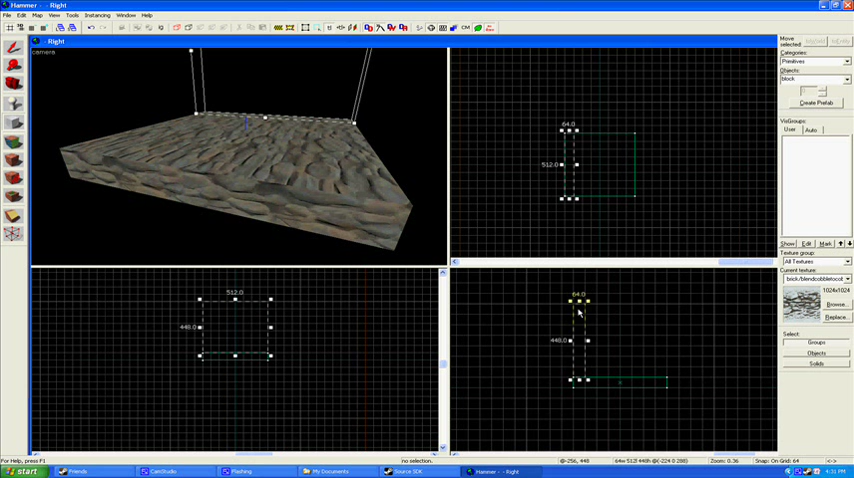 Hammer - - Right
File Edit View Tools Instancing Window Help
- Right
camera
64.0
512.0
512.0
448.0
64.0
448.0
Move selected:
Categories:
Primitives
Objects:
block
Create Prefab
VisGroups:
User Auto
Show Edit Mark
Texture group:
All Textures
Current texture:
brick/blendcobbletocob
1024x1024
Browse...
Replace...
Select:
Groups
Objects
Solids
For Help, press F1
no selection.
@-256, 448
Zoom: 0.36
Snap: On Grid: 64
<->
start
Friends
CamStudio
Flashing
My Documents
Source SDK
Hammer - - Right
4:31 PM